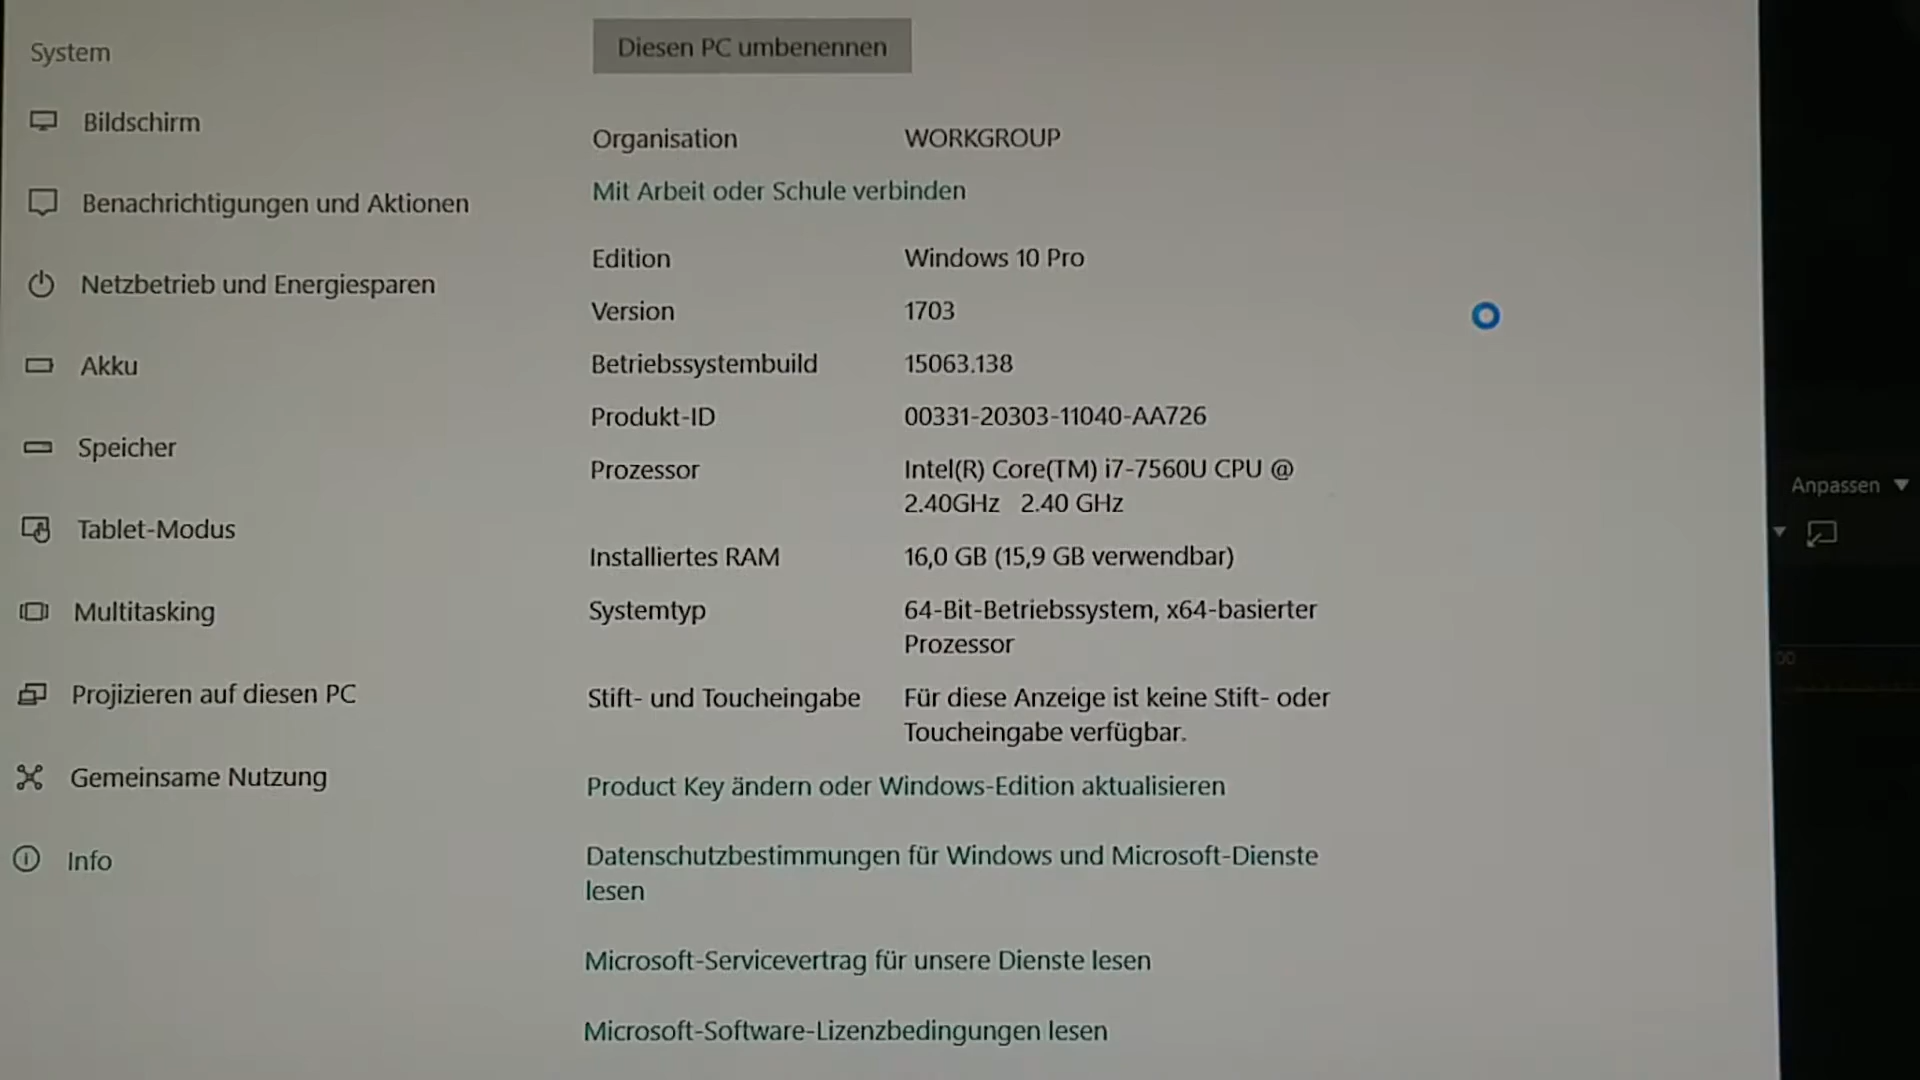 System
Bildschirm
Benachrichtigungen und Aktionen
Netzbetrieb und Energiesparen
Akku
Speicher
Tablet-Modus
Multitasking
Projizieren auf diesen PC
Gemeinsame Nutzung
Info
Diesen PC umbenennen
Organisation WORKGROUP
Mit Arbeit oder Schule verbinden
Edition Windows 10 Pro
Version 1703
Betriebssystembuild 15063.138
Produkt-ID 00331-20303-11040-AA726
Prozessor Intel(R) Core(TM) i7-7560U CPU @
2.40GHz 2.40 GHz
Installiertes RAM 16,0 GB (15,9 GB verwendbar)
Systemtyp 64-Bit-Betriebssystem, x64-basierter
Prozessor
Stift- und Toucheingabe Für diese Anzeige ist keine Stift- oder
Toucheingabe verfügbar.
Product Key ändern oder Windows-Edition aktualisieren
Datenschutzbestimmungen für Windows und Microsoft-Dienste
lesen
Microsoft-Servicevertrag für unsere Dienste lesen
Microsoft-Software-Lizenzbedingungen lesen
Anpassen
00